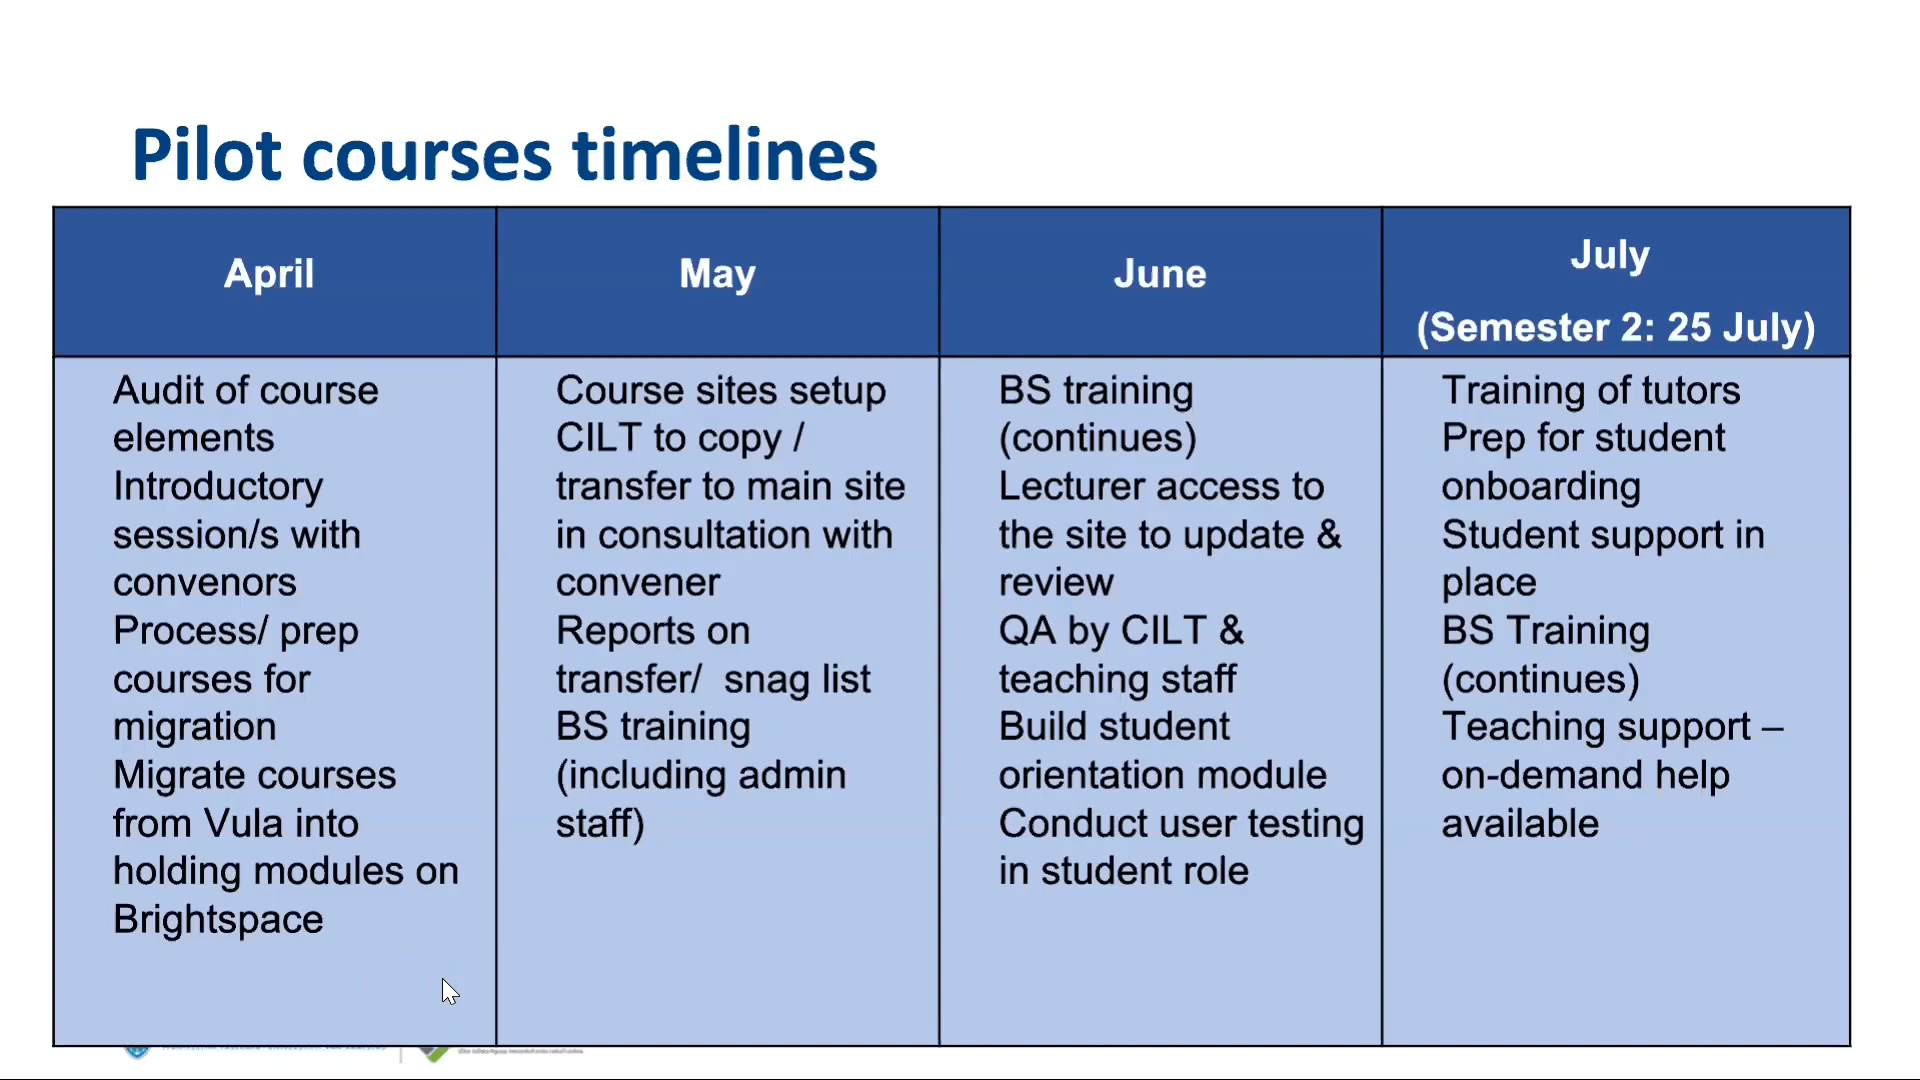 Pilot courses timelines
April
May
June
July
(Semester 2: 25 July)
Audit of course
elements
Introductory
session/s with
convenors
Process/ prep
courses for
migration
Migrate courses
from Vula into
holding modules on
Brightspace
Course sites setup
CILT to copy /
transfer to main site
in consultation with
convener
Reports on
transfer/  snag list
BS training
(including admin
staff)
BS training
(continues)
Lecturer access to
the site to update &
review
QA by CILT &
teaching staff
Build student
orientation module
Conduct user testing
in student role
Training of tutors
Prep for student
onboarding
Student support in
place
BS Training
(continues)
Teaching support –
on-demand help
available